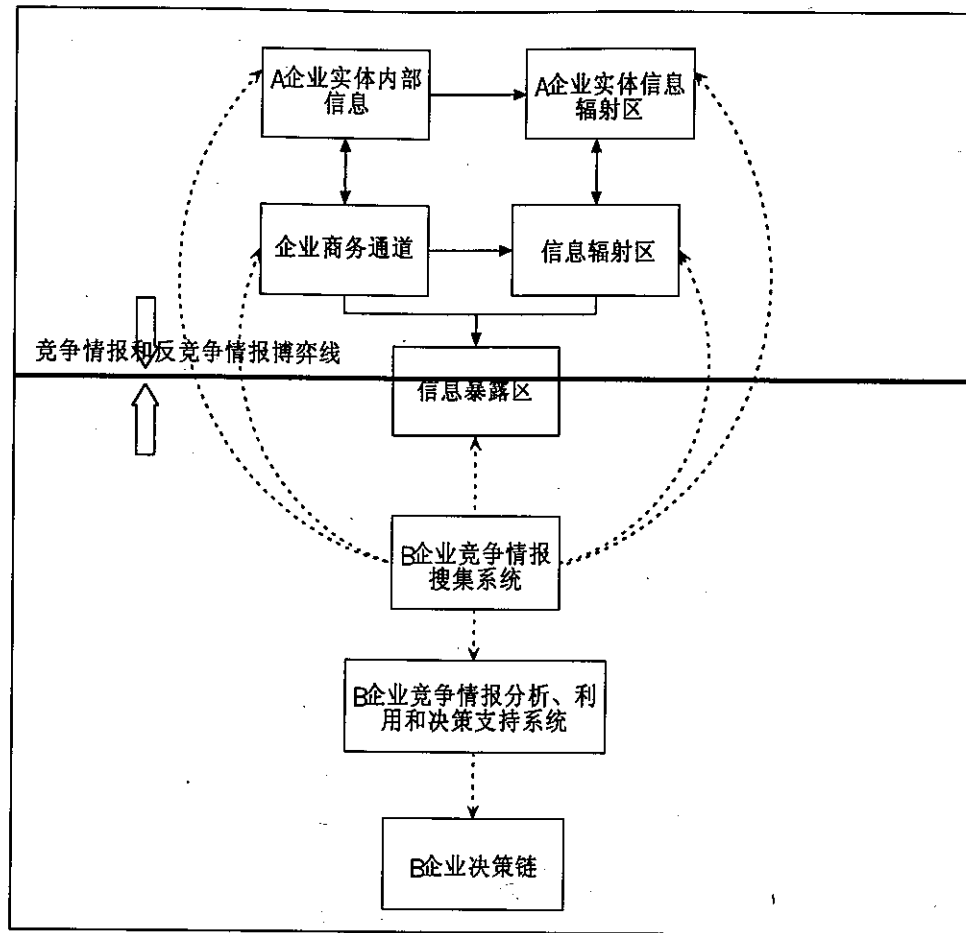 A企业实体内部
信息
A企业实体信息
辐射区
企业商务通道
信息辐射区
竞争情报和反竞争情报博弈线
信息暴露区
B企业竞争情报
搜集系统
B企业竞争情报分析、利
用和决策支持系统
B企业决策链